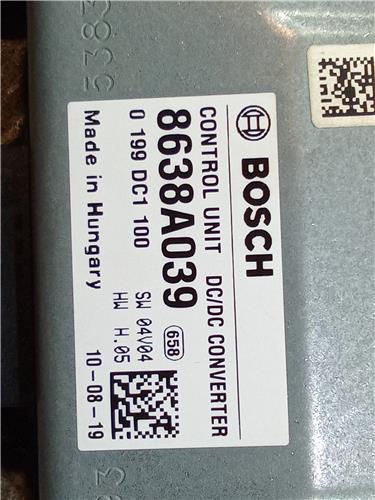 BOSCH
CONTROL UNIT DC/DC CONVERTER
8638A039
658
0 199 DC1 100
SW 04V04
HW H.05
Made in Hungary
10-08-19